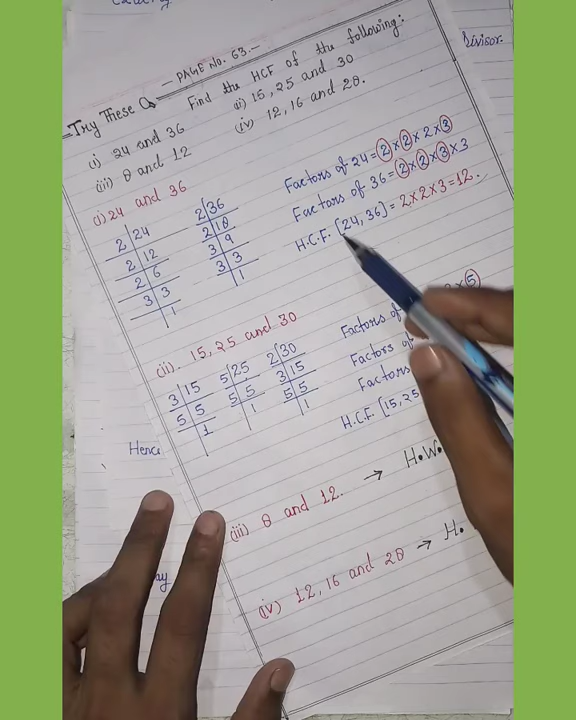 - PAGE NO. 63.-
=TRY These Qs Find the HCF of the following:
(i) 24 and 36 (ii) 15, 25 and 30
(iii) 8 and 12 (iv) 12, 16 and 28.
(i) 24 and 36
2 24
2 12
2 6
3 3
1
2 36
2 18
3 9
3 3
1
Factors of 24 = 2×2×2×3
Factors of 36 = 2×2×3×3
H.C.F. [24, 36] = 2×2×3=12.
(ii). 15, 25 and 30
3 15
5 5
1
5 25
5 5
1
2 30
3 15
5 5
1
Factors of × 5
Factors of
Factors
H.C.F. [15, 25
(iii) 8 and 12. → H.W.
(iv) 12, 16 and 28 → H.
Divisor.
Hence